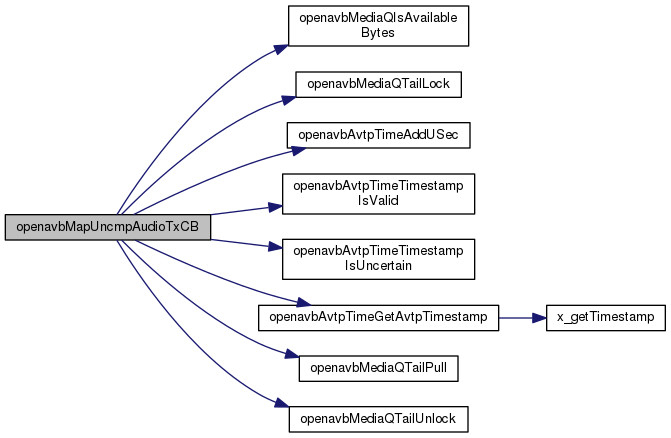 openavbMediaQIsAvailable
Bytes
openavbMediaQTailLock
openavbAvtpTimeAddUSec
openavbAvtpTimeTimestamp
IsValid
openavbMapUncmpAudioTxCB
openavbAvtpTimeTimestamp
IsUncertain
openavbAvtpTimeGetAvtpTimestamp
x_getTimestamp
openavbMediaQTailPull
openavbMediaQTailUnlock